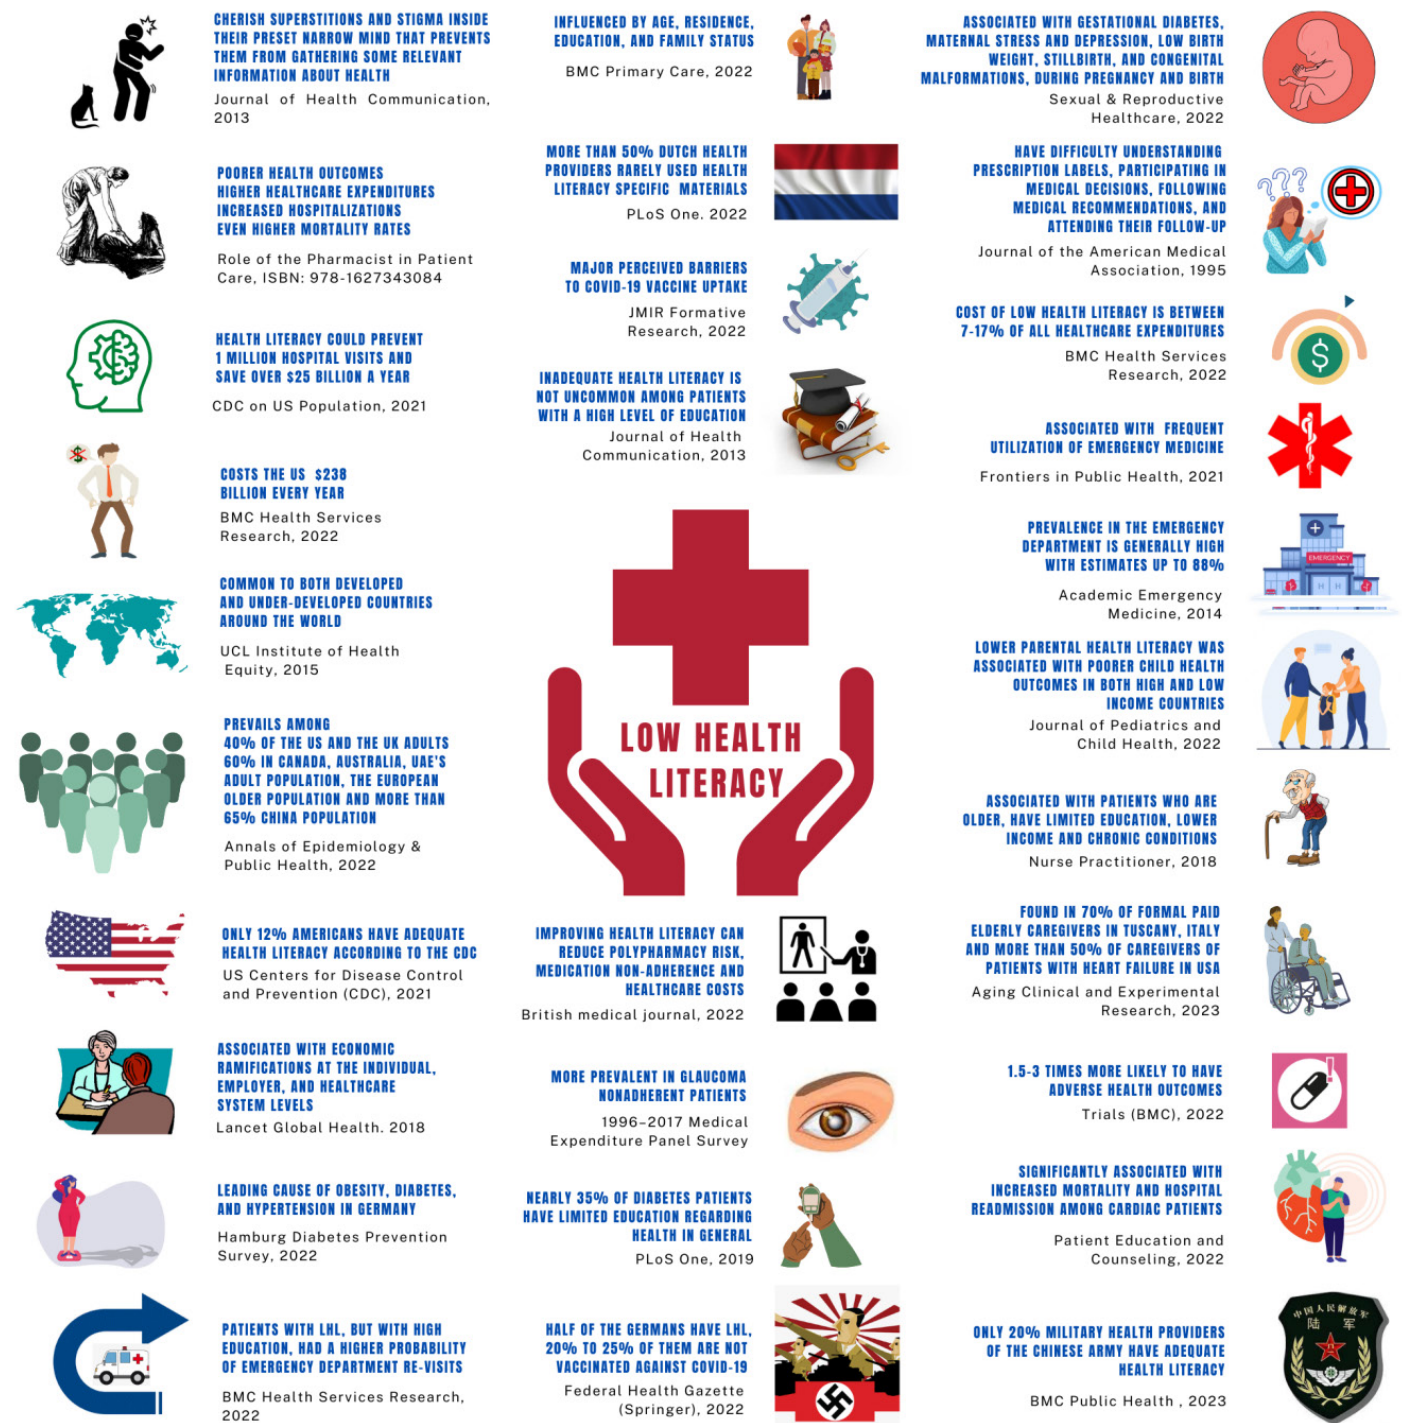 CHERISH SUPERSTITIONS AND STIGMA INSIDE
THEIR PRESET NARROW MIND THAT PREVENTS
THEM FROM GATHERING SOME RELEVANT
INFORMATION ABOUT HEALTH
Journal of Health Communication,
2013
POORER HEALTH OUTCOMES
HIGHER HEALTHCARE EXPENDITURES
INCREASED HOSPITALIZATIONS
EVEN HIGHER MORTALITY RATES
Role of the Pharmacist in Patient
Care, ISBN: 978-1627343084
HEALTH LITERACY COULD PREVENT
1 MILLION HOSPITAL VISITS AND
SAVE OVER $25 BILLION A YEAR
CDC on US Population, 2021
COSTS THE US $238
BILLION EVERY YEAR
BMC Health Services
Research, 2022
COMMON TO BOTH DEVELOPED
AND UNDER-DEVELOPED COUNTRIES
AROUND THE WORLD
UCL Institute of Health
Equity, 2015
PREVAILS AMONG
40% OF THE US AND THE UK ADULTS
60% IN CANADA, AUSTRALIA, UAE'S
ADULT POPULATION, THE EUROPEAN
OLDER POPULATION AND MORE THAN
65% CHINA POPULATION
Annals of Epidemiology &
Public Health, 2022
ONLY 12% AMERICANS HAVE ADEQUATE
HEALTH LITERACY ACCORDING TO THE CDC
US Centers for Disease Control
and Prevention (CDC), 2021
ASSOCIATED WITH ECONOMIC
RAMIFICATIONS AT THE INDIVIDUAL,
EMPLOYER, AND HEALTHCARE
SYSTEM LEVELS
Lancet Global Health. 2018
LEADING CAUSE OF OBESITY, DIABETES,
AND HYPERTENSION IN GERMANY
Hamburg Diabetes Prevention
Survey, 2022
PATIENTS WITH LHL, BUT WITH HIGH
EDUCATION, HAD A HIGHER PROBABILITY
OF EMERGENCY DEPARTMENT RE-VISITS
BMC Health Services Research,
2022
INFLUENCED BY AGE, RESIDENCE,
EDUCATION, AND FAMILY STATUS
BMC Primary Care, 2022
MORE THAN 50% DUTCH HEALTH
PROVIDERS RARELY USED HEALTH
LITERACY SPECIFIC MATERIALS
PLoS One. 2022
MAJOR PERCEIVED BARRIERS
TO COVID-19 VACCINE UPTAKE
JMIR Formative
Research, 2022
INADEQUATE HEALTH LITERACY IS
NOT UNCOMMON AMONG PATIENTS
WITH A HIGH LEVEL OF EDUCATION
Journal of Health
Communication, 2013
LOW HEALTH
LITERACY
IMPROVING HEALTH LITERACY CAN
REDUCE POLYPHARMACY RISK,
MEDICATION NON-ADHERENCE AND
HEALTHCARE COSTS
British medical journal, 2022
MORE PREVALENT IN GLAUCOMA
NONADHERENT PATIENTS
1996–2017 Medical
Expenditure Panel Survey
NEARLY 35% OF DIABETES PATIENTS
HAVE LIMITED EDUCATION REGARDING
HEALTH IN GENERAL
PLoS One, 2019
HALF OF THE GERMANS HAVE LHL,
20% TO 25% OF THEM ARE NOT
VACCINATED AGAINST COVID-19
Federal Health Gazette
(Springer), 2022
ASSOCIATED WITH GESTATIONAL DIABETES,
MATERNAL STRESS AND DEPRESSION, LOW BIRTH
WEIGHT, STILLBIRTH, AND CONGENITAL
MALFORMATIONS, DURING PREGNANCY AND BIRTH
Sexual & Reproductive
Healthcare, 2022
HAVE DIFFICULTY UNDERSTANDING
PRESCRIPTION LABELS, PARTICIPATING IN
MEDICAL DECISIONS, FOLLOWING
MEDICAL RECOMMENDATIONS, AND
ATTENDING THEIR FOLLOW-UP
Journal of the American Medical
Association, 1995
???
COST OF LOW HEALTH LITERACY IS BETWEEN
7-17% OF ALL HEALTHCARE EXPENDITURES
BMC Health Services
Research, 2022
$
ASSOCIATED WITH FREQUENT
UTILIZATION OF EMERGENCY MEDICINE
Frontiers in Public Health, 2021
PREVALENCE IN THE EMERGENCY
DEPARTMENT IS GENERALLY HIGH
WITH ESTIMATES UP TO 88%
Academic Emergency
Medicine, 2014
EMERGENCY
H H
LOWER PARENTAL HEALTH LITERACY WAS
ASSOCIATED WITH POORER CHILD HEALTH
OUTCOMES IN BOTH HIGH AND LOW
INCOME COUNTRIES
Journal of Pediatrics and
Child Health, 2022
ASSOCIATED WITH PATIENTS WHO ARE
OLDER, HAVE LIMITED EDUCATION, LOWER
INCOME AND CHRONIC CONDITIONS
Nurse Practitioner, 2018
FOUND IN 70% OF FORMAL PAID
ELDERLY CAREGIVERS IN TUSCANY, ITALY
AND MORE THAN 50% OF CAREGIVERS OF
PATIENTS WITH HEART FAILURE IN USA
Aging Clinical and Experimental
Research, 2023
1.5-3 TIMES MORE LIKELY TO HAVE
ADVERSE HEALTH OUTCOMES
Trials (BMC), 2022
SIGNIFICANTLY ASSOCIATED WITH
INCREASED MORTALITY AND HOSPITAL
READMISSION AMONG CARDIAC PATIENTS
Patient Education and
Counseling, 2022
ONLY 20% MILITARY HEALTH PROVIDERS
OF THE CHINESE ARMY HAVE ADEQUATE
HEALTH LITERACY
BMC Public Health , 2023
中国人民解放军
陆 军